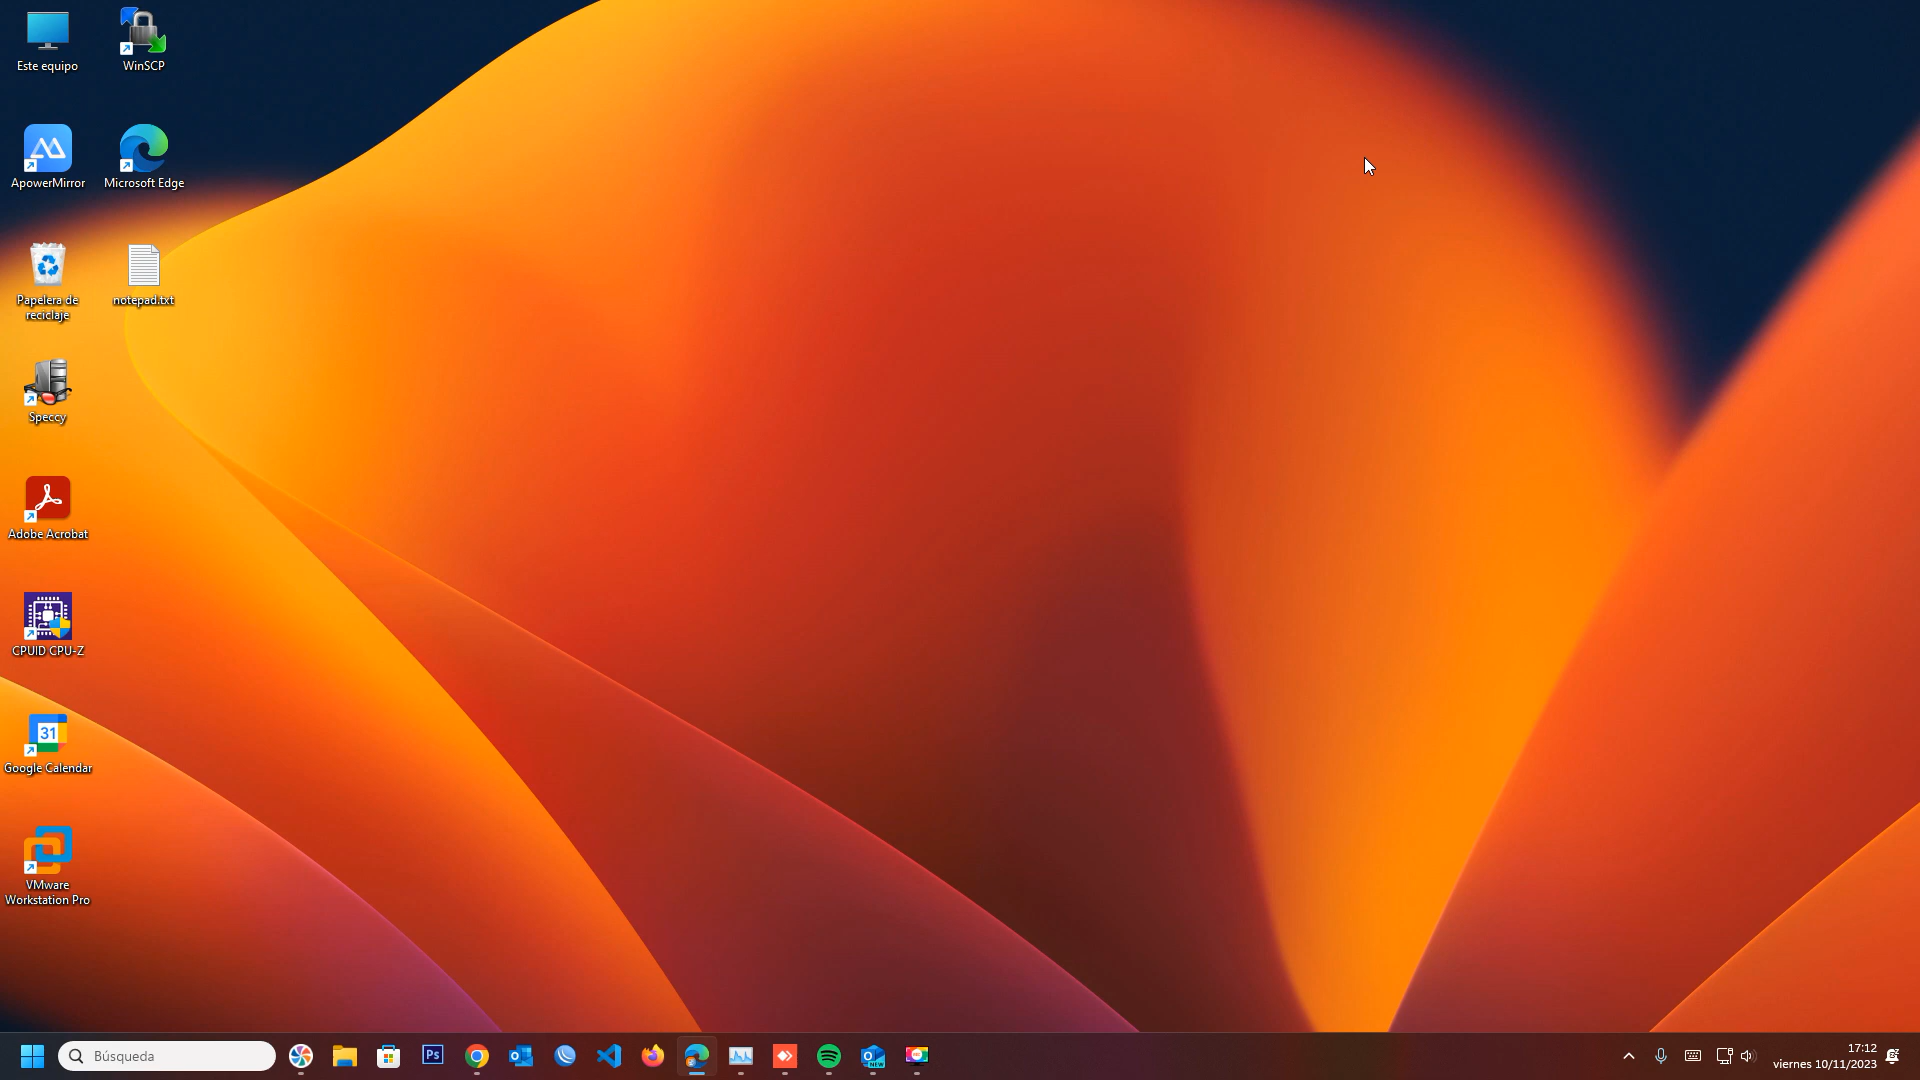 Este equipo
WinSCP
ApowerMirror
Microsoft Edge
Papelera de
reciclaje
notepad.txt
Speccy
Adobe Acrobat
CPUID CPU-Z
31
Google Calendar
VMware
Workstation Pro
Búsqueda
Ps
NEW
17:12
viernes 10/11/2023